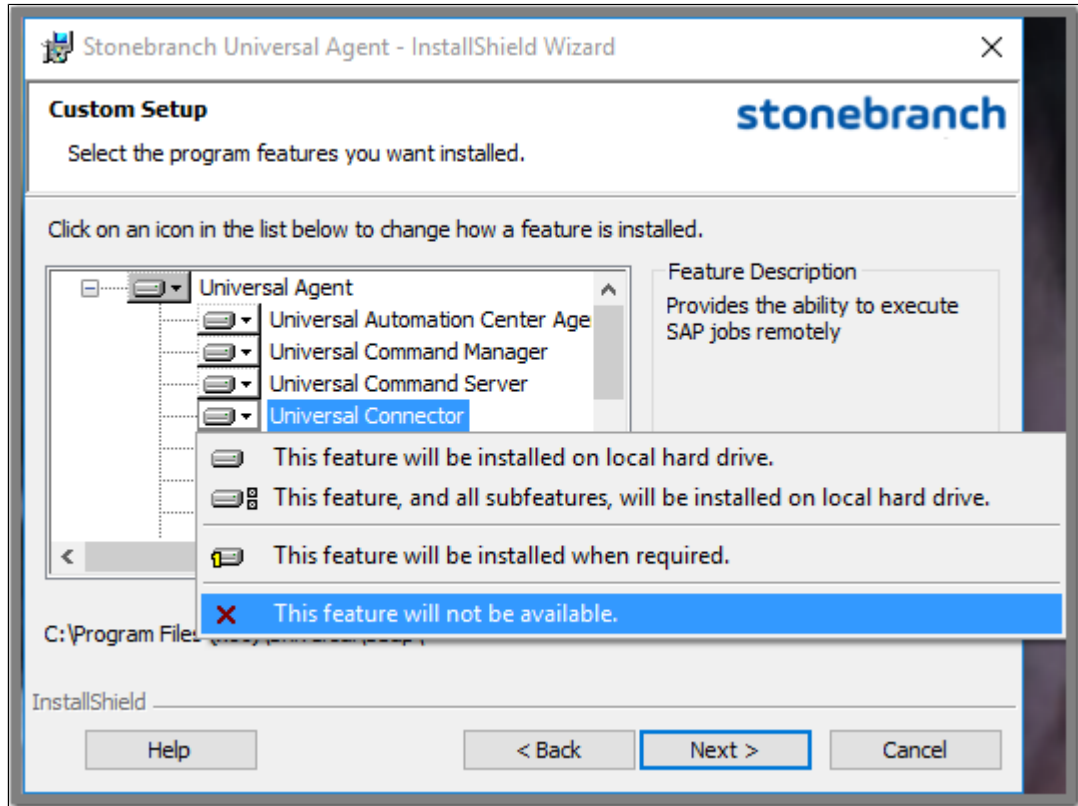 Stonebranch Universal Agent - InstallShield Wizard
Custom Setup
stonebranch
Select the program features you want installed.
Click on an icon in the list below to change how a feature is installed.
Universal Agent
Universal Automation Center Age
Universal Command Manager
Universal Command Server
Universal Connector
Feature Description
Provides the ability to execute
SAP jobs remotely
This feature will be installed on local hard drive.
This feature, and all subfeatures, will be installed on local hard drive.
This feature will be installed when required.
This feature will not be available.
C:\Program Files
InstallShield
Help
< Back
Next >
Cancel